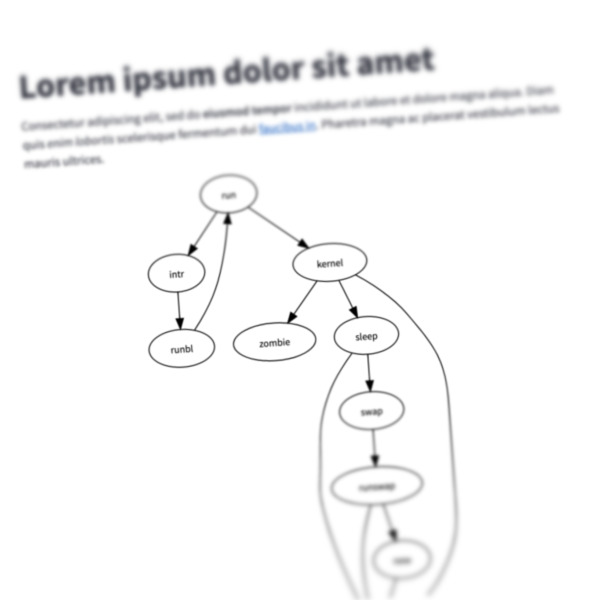 Lorem ipsum dolor sit amet
Consectetur adipiscing elit, sed do eiusmod tempor incididunt ut labore et dolore magna aliqua. Diam
quis enim lobortis scelerisque fermentum dui faucibus in. Pharetra magna ac placerat vestibulum lectus
mauris ultrices.
run
kernel
intr
sleep
zombie
runbl
swap
runswap